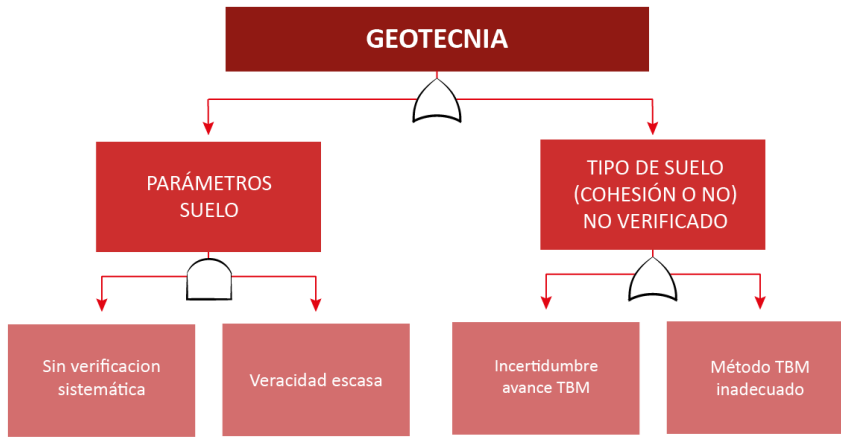 GEOTECNIA
PARÁMETROS
SUELO
TIPO DE SUELO
(COHESIÓN O NO)
NO VERIFICADO
Sin verificacion
sistemática
Veracidad escasa
Incertidumbre
avance TBM
Método TBM
inadecuado